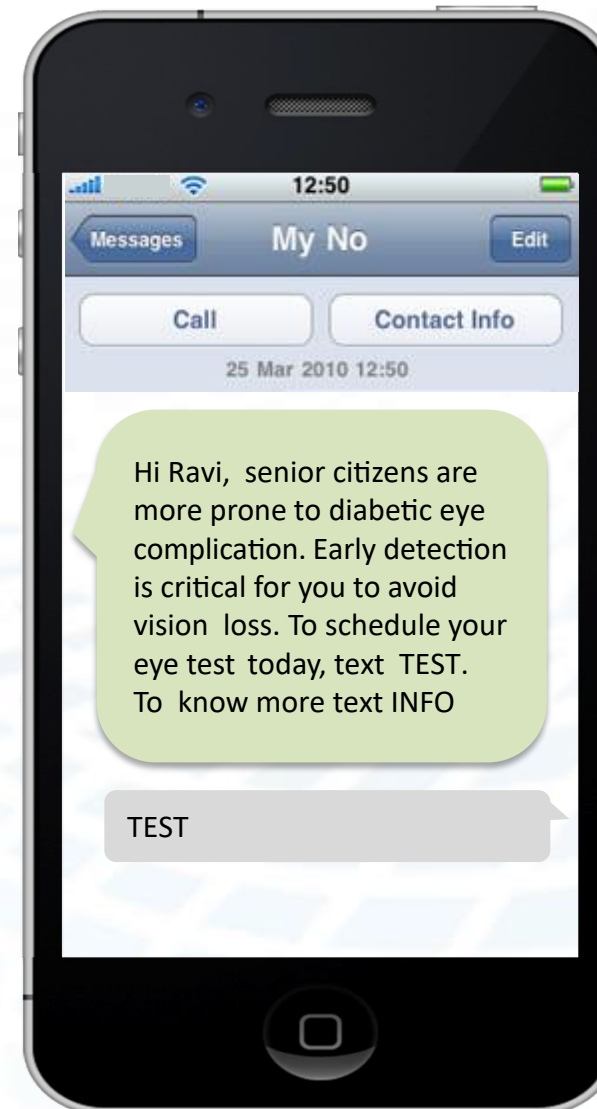 12:50
Messages My No Edit
Call Contact Info
25 Mar 2010 12:50
Hi Ravi, senior citizens are
more prone to diabetic eye
complication. Early detection
is critical for you to avoid
vision loss. To schedule your
eye test today, text TEST.
To know more text INFO
TEST